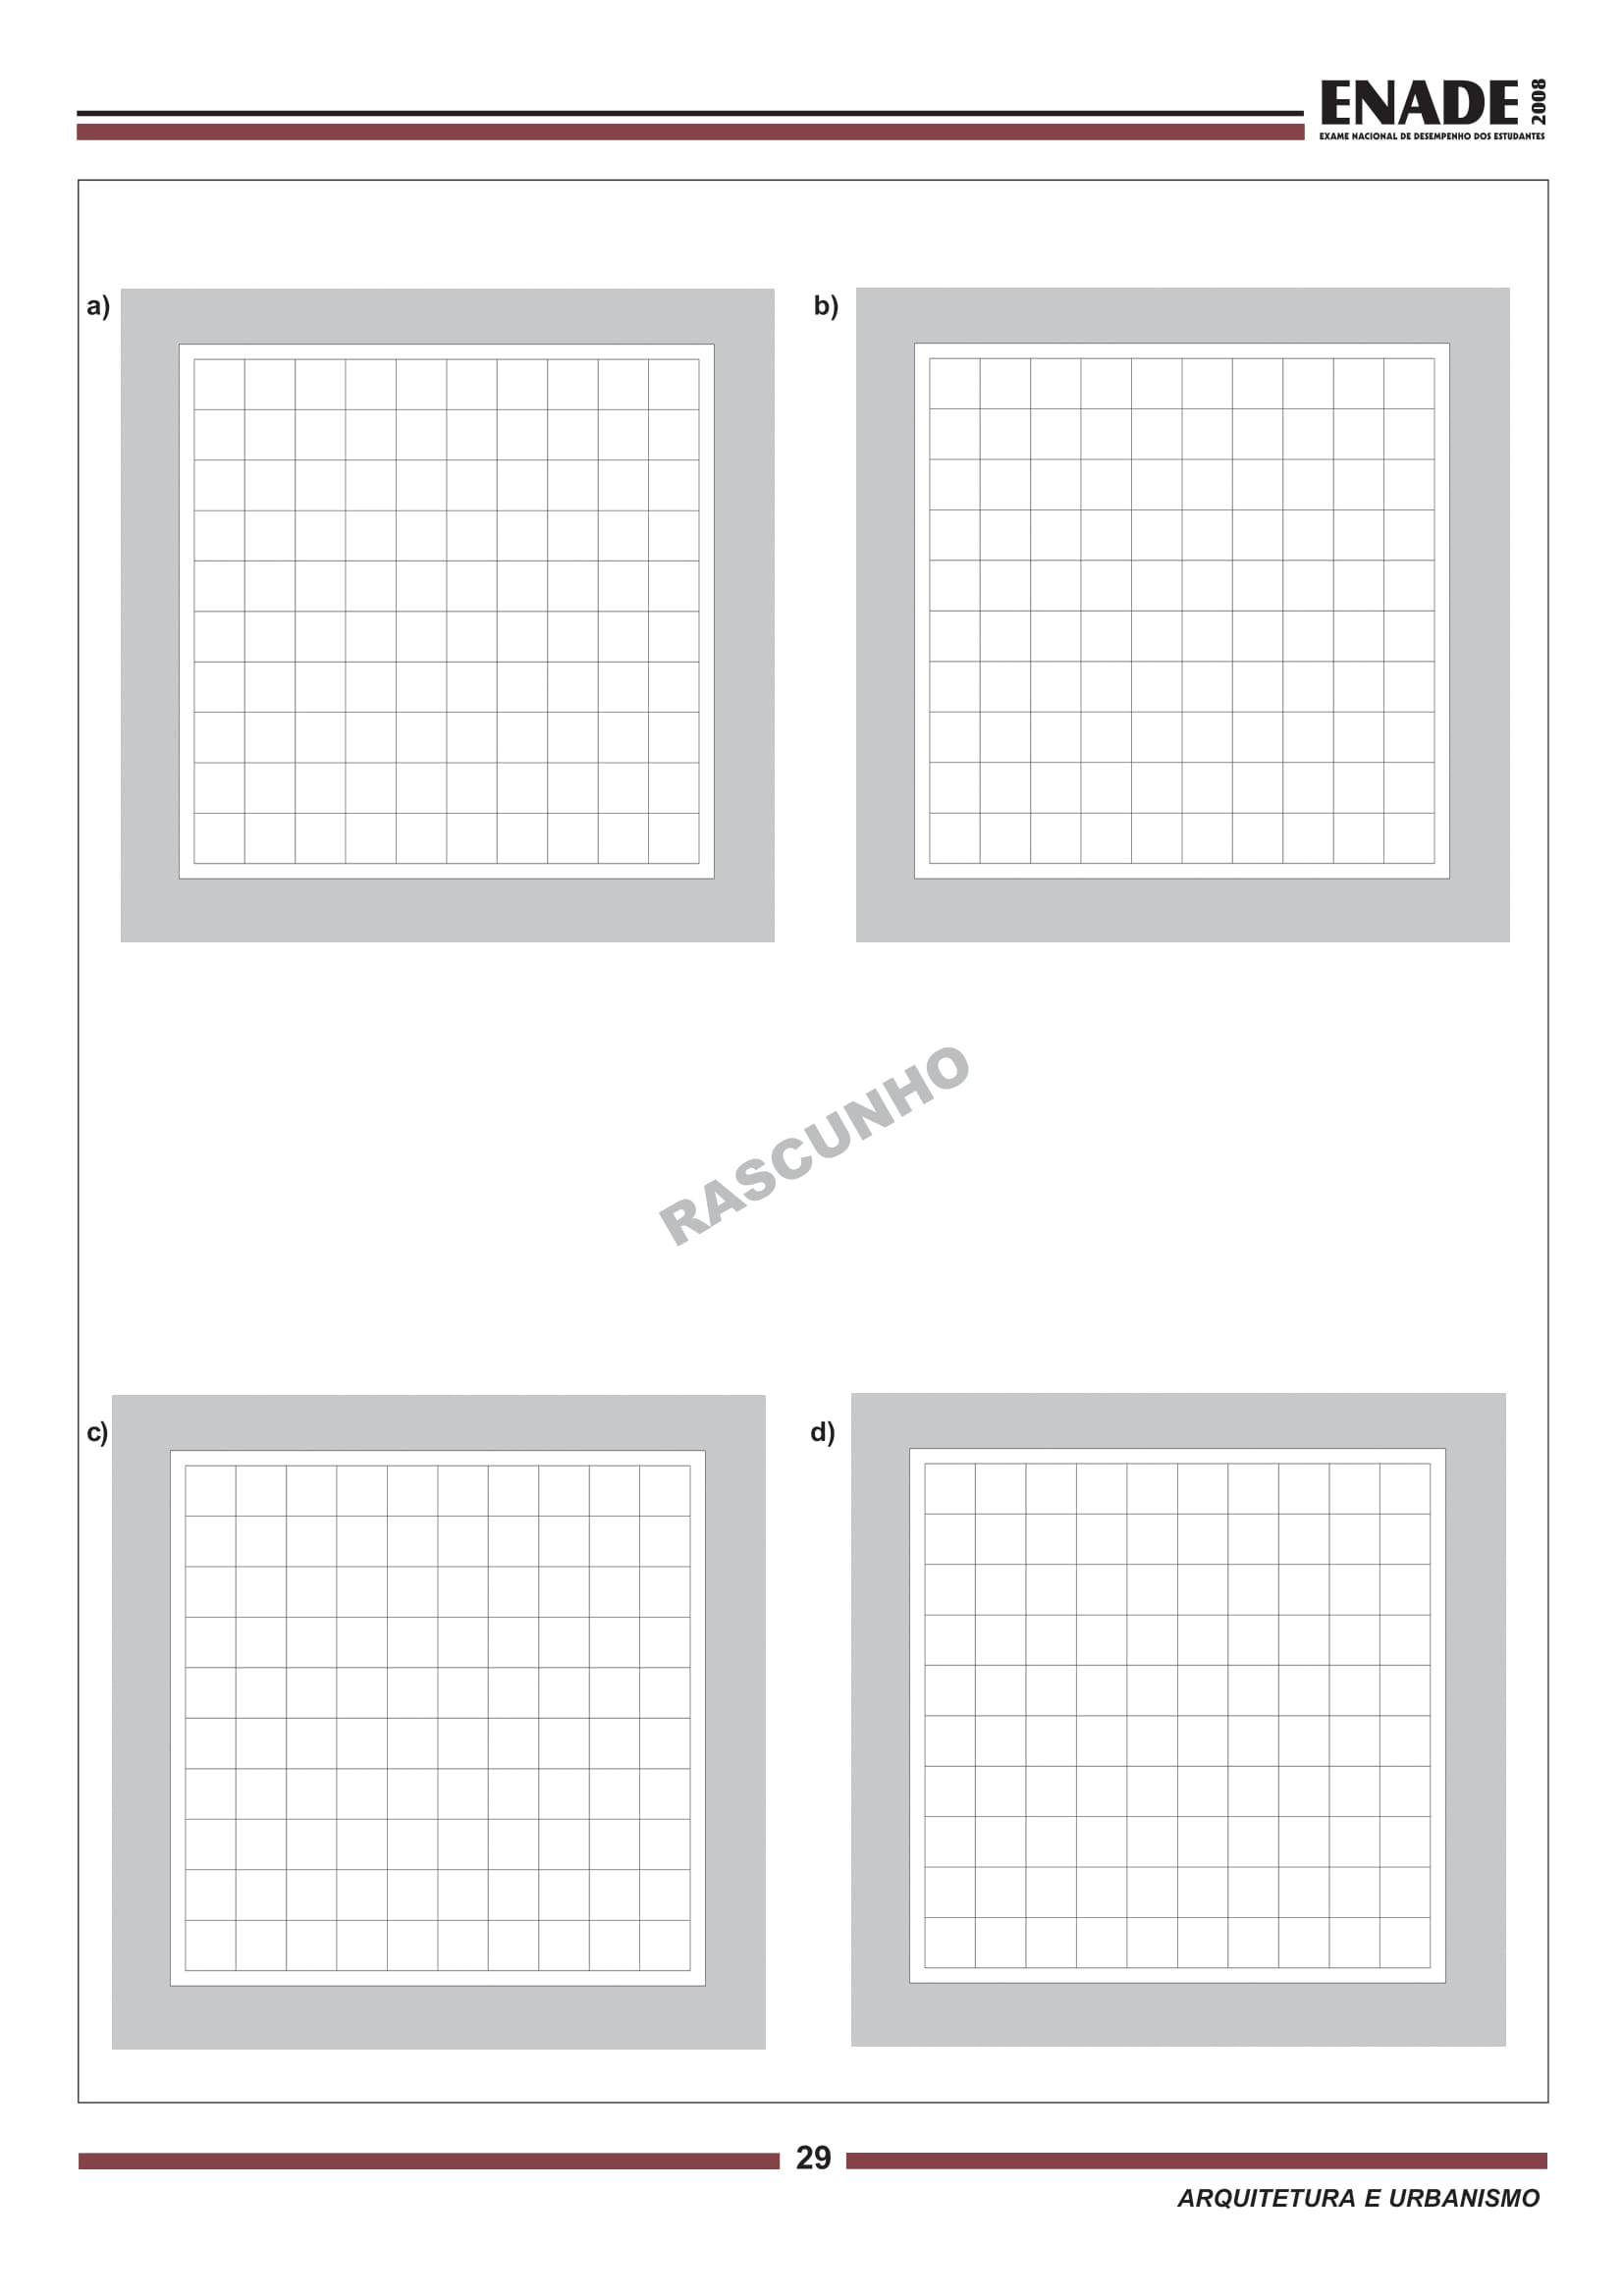 ENADE 2008
EXAME NACIONAL DE DESEMPENHO DOS ESTUDANTES
a)
b)
RASCUNHO
c)
d)
29
ARQUITETURA E URBANISMO